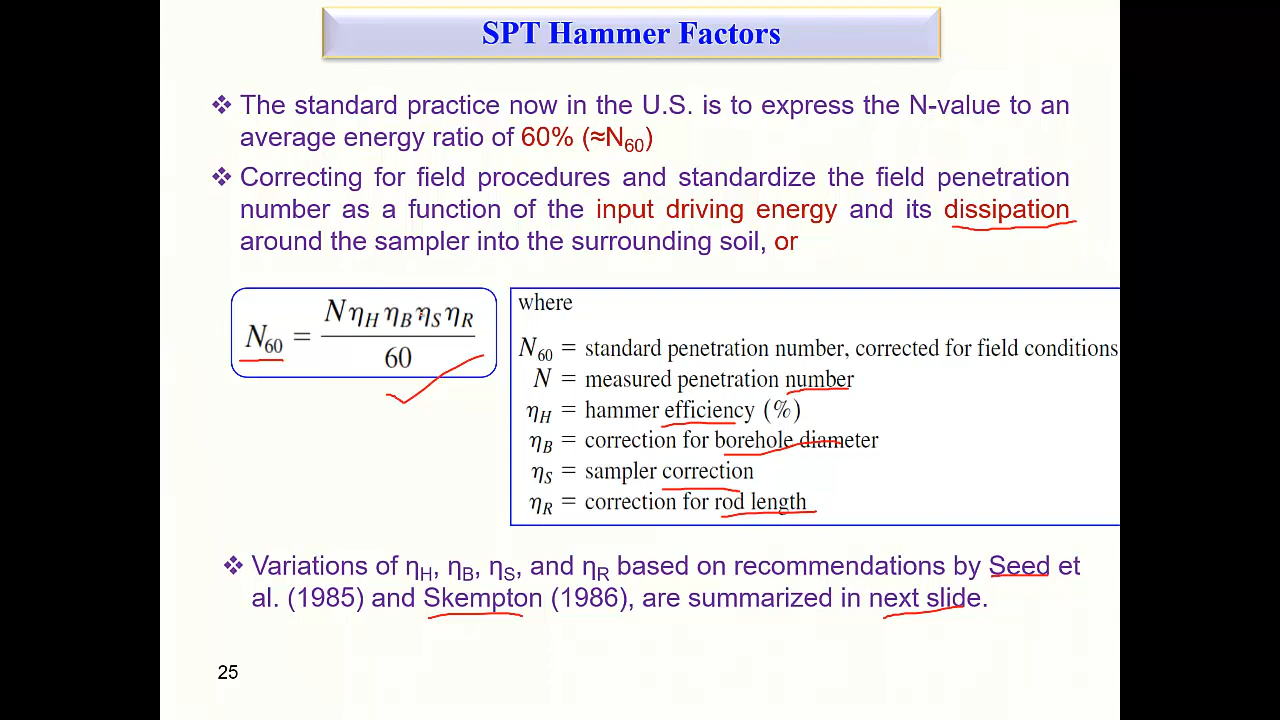 SPT Hammer Factors
❖ The standard practice now in the U.S. is to express the N-value to an
average energy ratio of 60% (≈N₆₀)
❖ Correcting for field procedures and standardize the field penetration
number as a function of the input driving energy and its dissipation
around the sampler into the surrounding soil, or
N₆₀ = NηHηBηSηR / 60
where
N₆₀ = standard penetration number, corrected for field conditions
N = measured penetration number
ηH = hammer efficiency (%)
ηB = correction for borehole diameter
ηS = sampler correction
ηR = correction for rod length
❖ Variations of ηH, ηB, ηS, and ηR based on recommendations by Seed et
al. (1985) and Skempton (1986), are summarized in next slide.
25